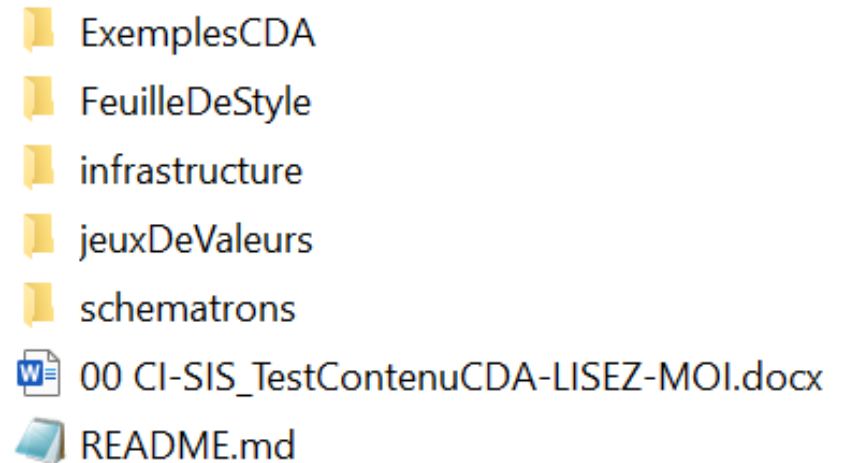 ExemplesCDA
FeuilleDeStyle
infrastructure
jeuxDeValeurs
schematrons
00 CI-SIS_TestContenuCDA-LISEZ-MOI.docx
README.md